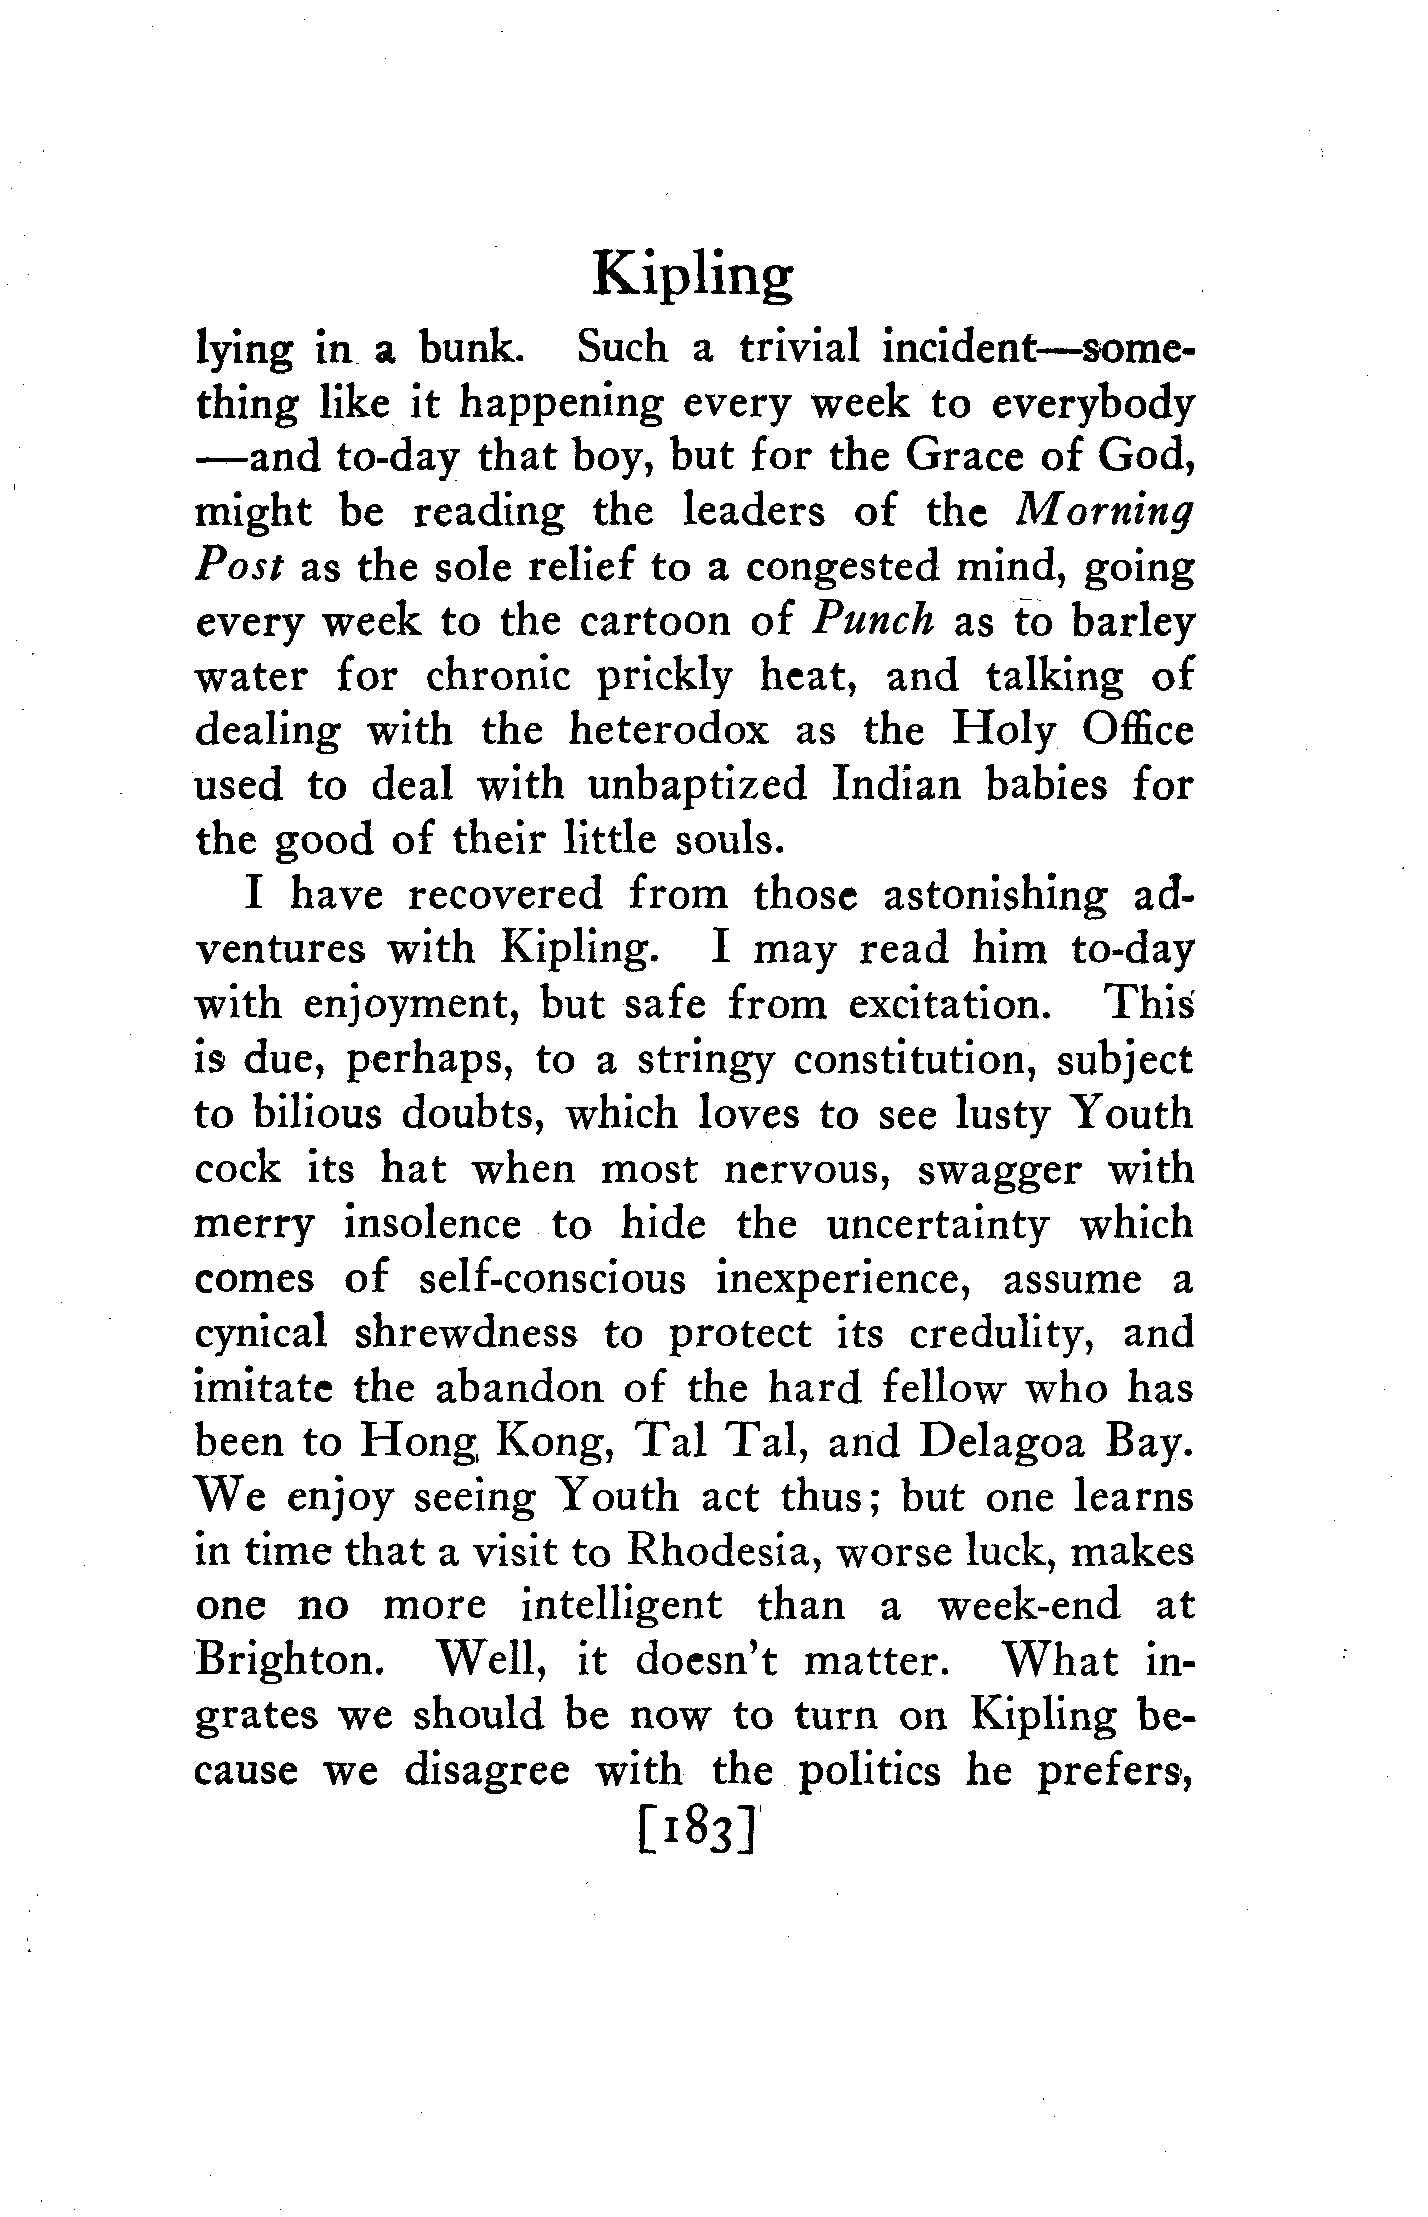 Kipling
lying in a bunk. Such a trivial incident—some-
thing like it happening every week to everybody
—and to-day that boy, but for the Grace of God,
might be reading the leaders of the Morning
Post as the sole relief to a congested mind, going
every week to the cartoon of Punch as to barley
water for chronic prickly heat, and talking of
dealing with the heterodox as the Holy Office
used to deal with unbaptized Indian babies for
the good of their little souls.
I have recovered from those astonishing ad-
ventures with Kipling. I may read him to-day
with enjoyment, but safe from excitation. This
is due, perhaps, to a stringy constitution, subject
to bilious doubts, which loves to see lusty Youth
cock its hat when most nervous, swagger with
merry insolence to hide the uncertainty which
comes of self-conscious inexperience, assume a
cynical shrewdness to protect its credulity, and
imitate the abandon of the hard fellow who has
been to Hong Kong, Tal Tal, and Delagoa Bay.
We enjoy seeing Youth act thus; but one learns
in time that a visit to Rhodesia, worse luck, makes
one no more intelligent than a week-end at
Brighton. Well, it doesn't matter. What in-
grates we should be now to turn on Kipling be-
cause we disagree with the politics he prefers,
[183]